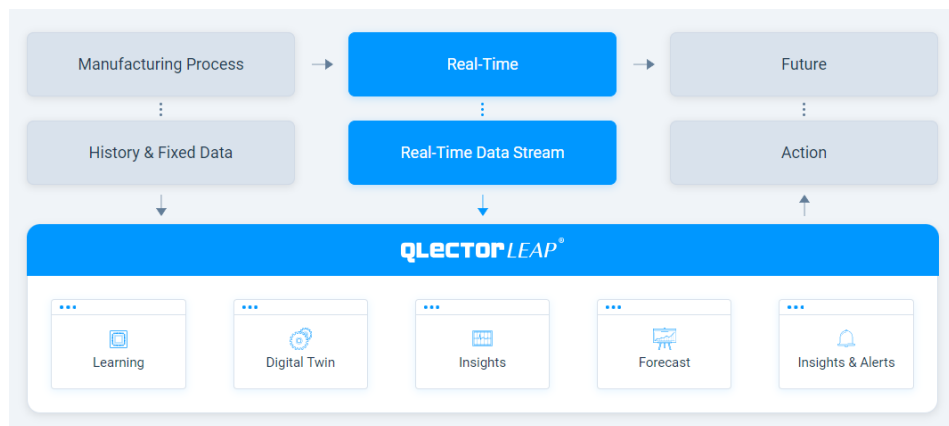 Manufacturing Process
Real-Time
Future
History & Fixed Data
Real-Time Data Stream
Action
QLECTOR LEAP®
Learning
Digital Twin
Insights
Forecast
Insights & Alerts